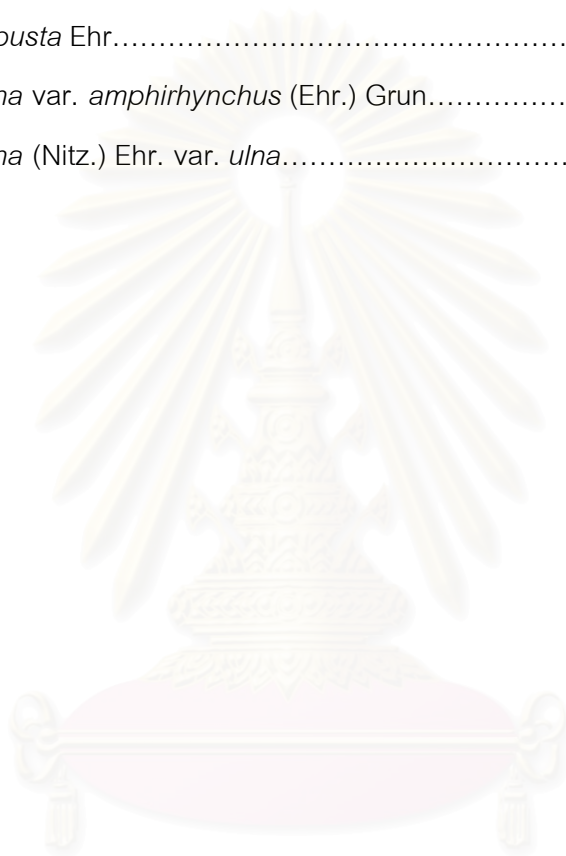 busta Ehr……………………………………………
na var. amphirhynchus (Ehr.) Grun……………
na (Nitz.) Ehr. var. ulna……………………………